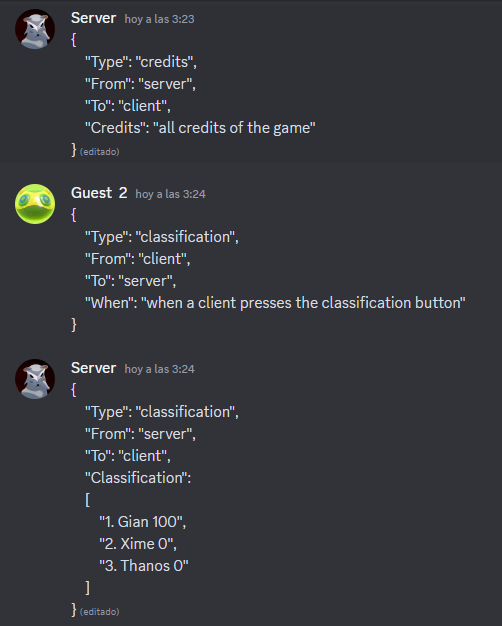 Server hoy a las 3:23
{
"Type": "credits",
"From": "server",
"To": "client",
"Credits": "all credits of the game"
} (editado)
Guest 2 hoy a las 3:24
{
"Type": "classification",
"From": "client",
"To": "server",
"When": "when a client presses the classification button"
}
Server hoy a las 3:24
{
"Type": "classification",
"From": "server",
"To": "client",
"Classification":
[
"1. Gian 100",
"2. Xime 0",
"3. Thanos 0"
]
} (editado)